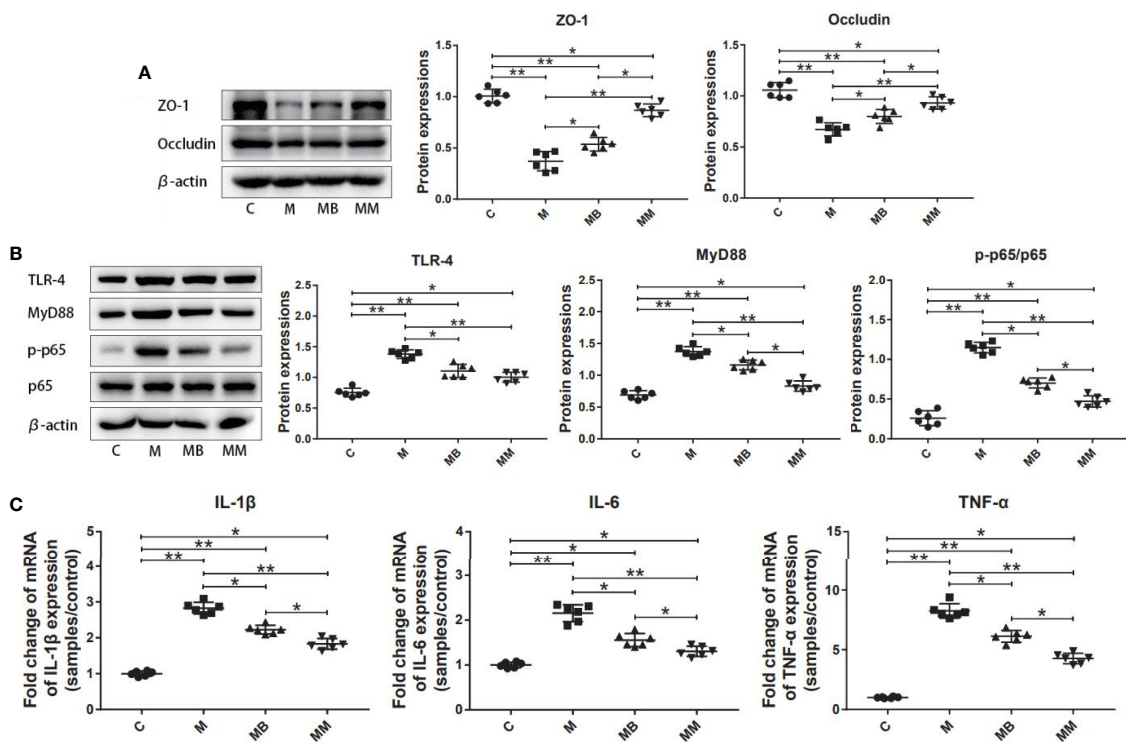 A
ZO-1
Occludin
β-actin
C M MB MM
ZO-1
Protein expressions
1.5
1.0
0.5
0.0
* ** ** * ** *
C M MB MM
Occludin
Protein expressions
1.5
1.0
0.5
0.0
* ** ** * ** *
C M MB MM
B
TLR-4
MyD88
p-p65
p65
β-actin
C M MB MM
TLR-4
Protein expressions
2.5
2.0
1.5
1.0
0.5
0.0
* ** ** ** *
C M MB MM
MyD88
Protein expressions
2.5
2.0
1.5
1.0
0.5
0.0
* ** ** ** * *
C M MB MM
p-p65/p65
Protein expressions
2.0
1.5
1.0
0.5
0.0
* ** ** ** * *
C M MB MM
C
IL-1β
Fold change of mRNA
of IL-1β expression
(samples/control)
5
4
3
2
1
0
* ** ** ** * *
C M MB MM
IL-6
Fold change of mRNA
of IL-6 expression
(samples/control)
4
3
2
1
0
* * ** ** * *
C M MB MM
TNF-α
Fold change of mRNA
of TNF-α expression
(samples/control)
15
10
5
0
* ** ** ** * *
C M MB MM